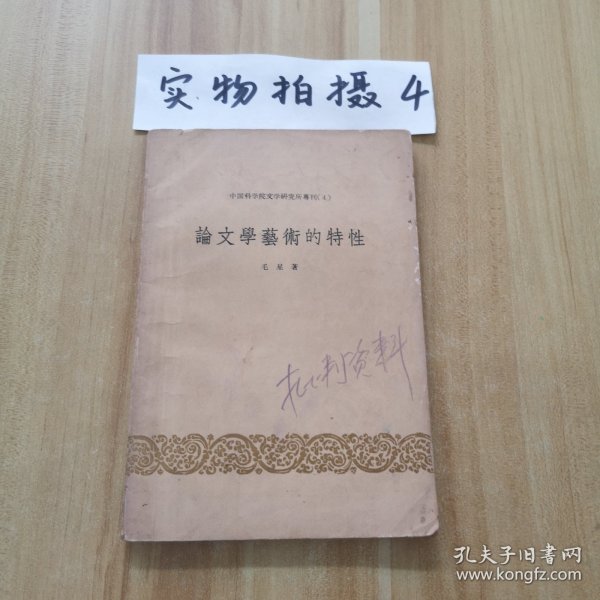 实物拍摄4
中国科学院文学研究所專刊(4)
論文學藝術的特性
毛星著
批判资料
孔夫子旧书网
www.kongfz.com